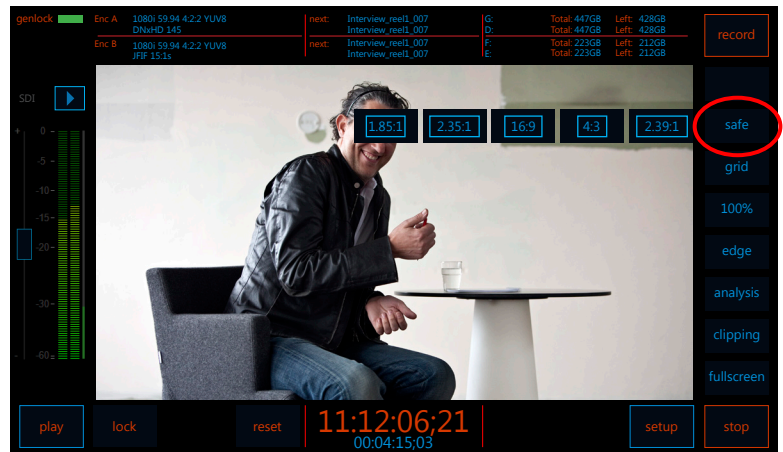 genlock
Enc A 1080i 59.94 4:2:2 YUV8
DNxHD 145
next: Interview_reel1_007
Interview_reel1_007
G: Total: 447GB Left: 428GB
D: Total: 447GB Left: 428GB
Enc B 1080i 59.94 4:2:2 YUV8
JFIF 15:1s
next: Interview_reel1_007
Interview_reel1_007
F: Total: 223GB Left: 212GB
E: Total: 223GB Left: 212GB
record
SDI
+ 0 -
-5 -
-10-
-15-
-20-
-30-
- -60-
1.85:1 2.35:1 16:9 4:3 2.39:1
safe
grid
100%
edge
analysis
clipping
fullscreen
play lock reset 11:12:06;21 setup stop
00:04:15;03